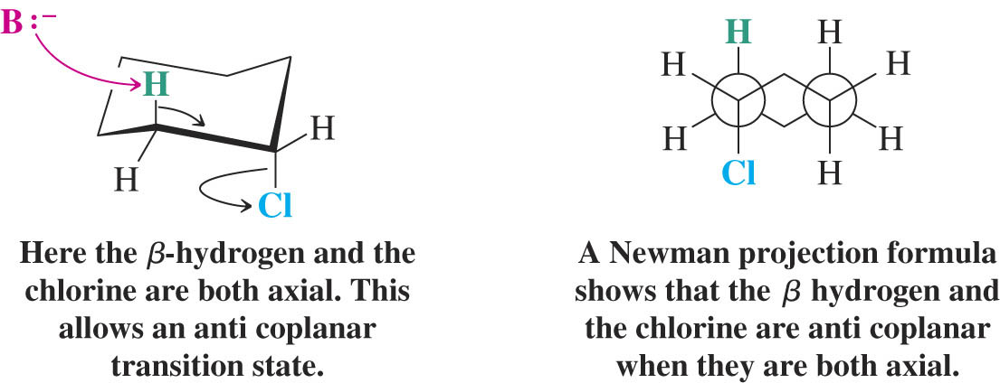 B:⁻
H
H
H
Cl
Here the β-hydrogen and the
chlorine are both axial. This
allows an anti coplanar
transition state.
H H
H H
H H
Cl H
A Newman projection formula
shows that the β hydrogen and
the chlorine are anti coplanar
when they are both axial.